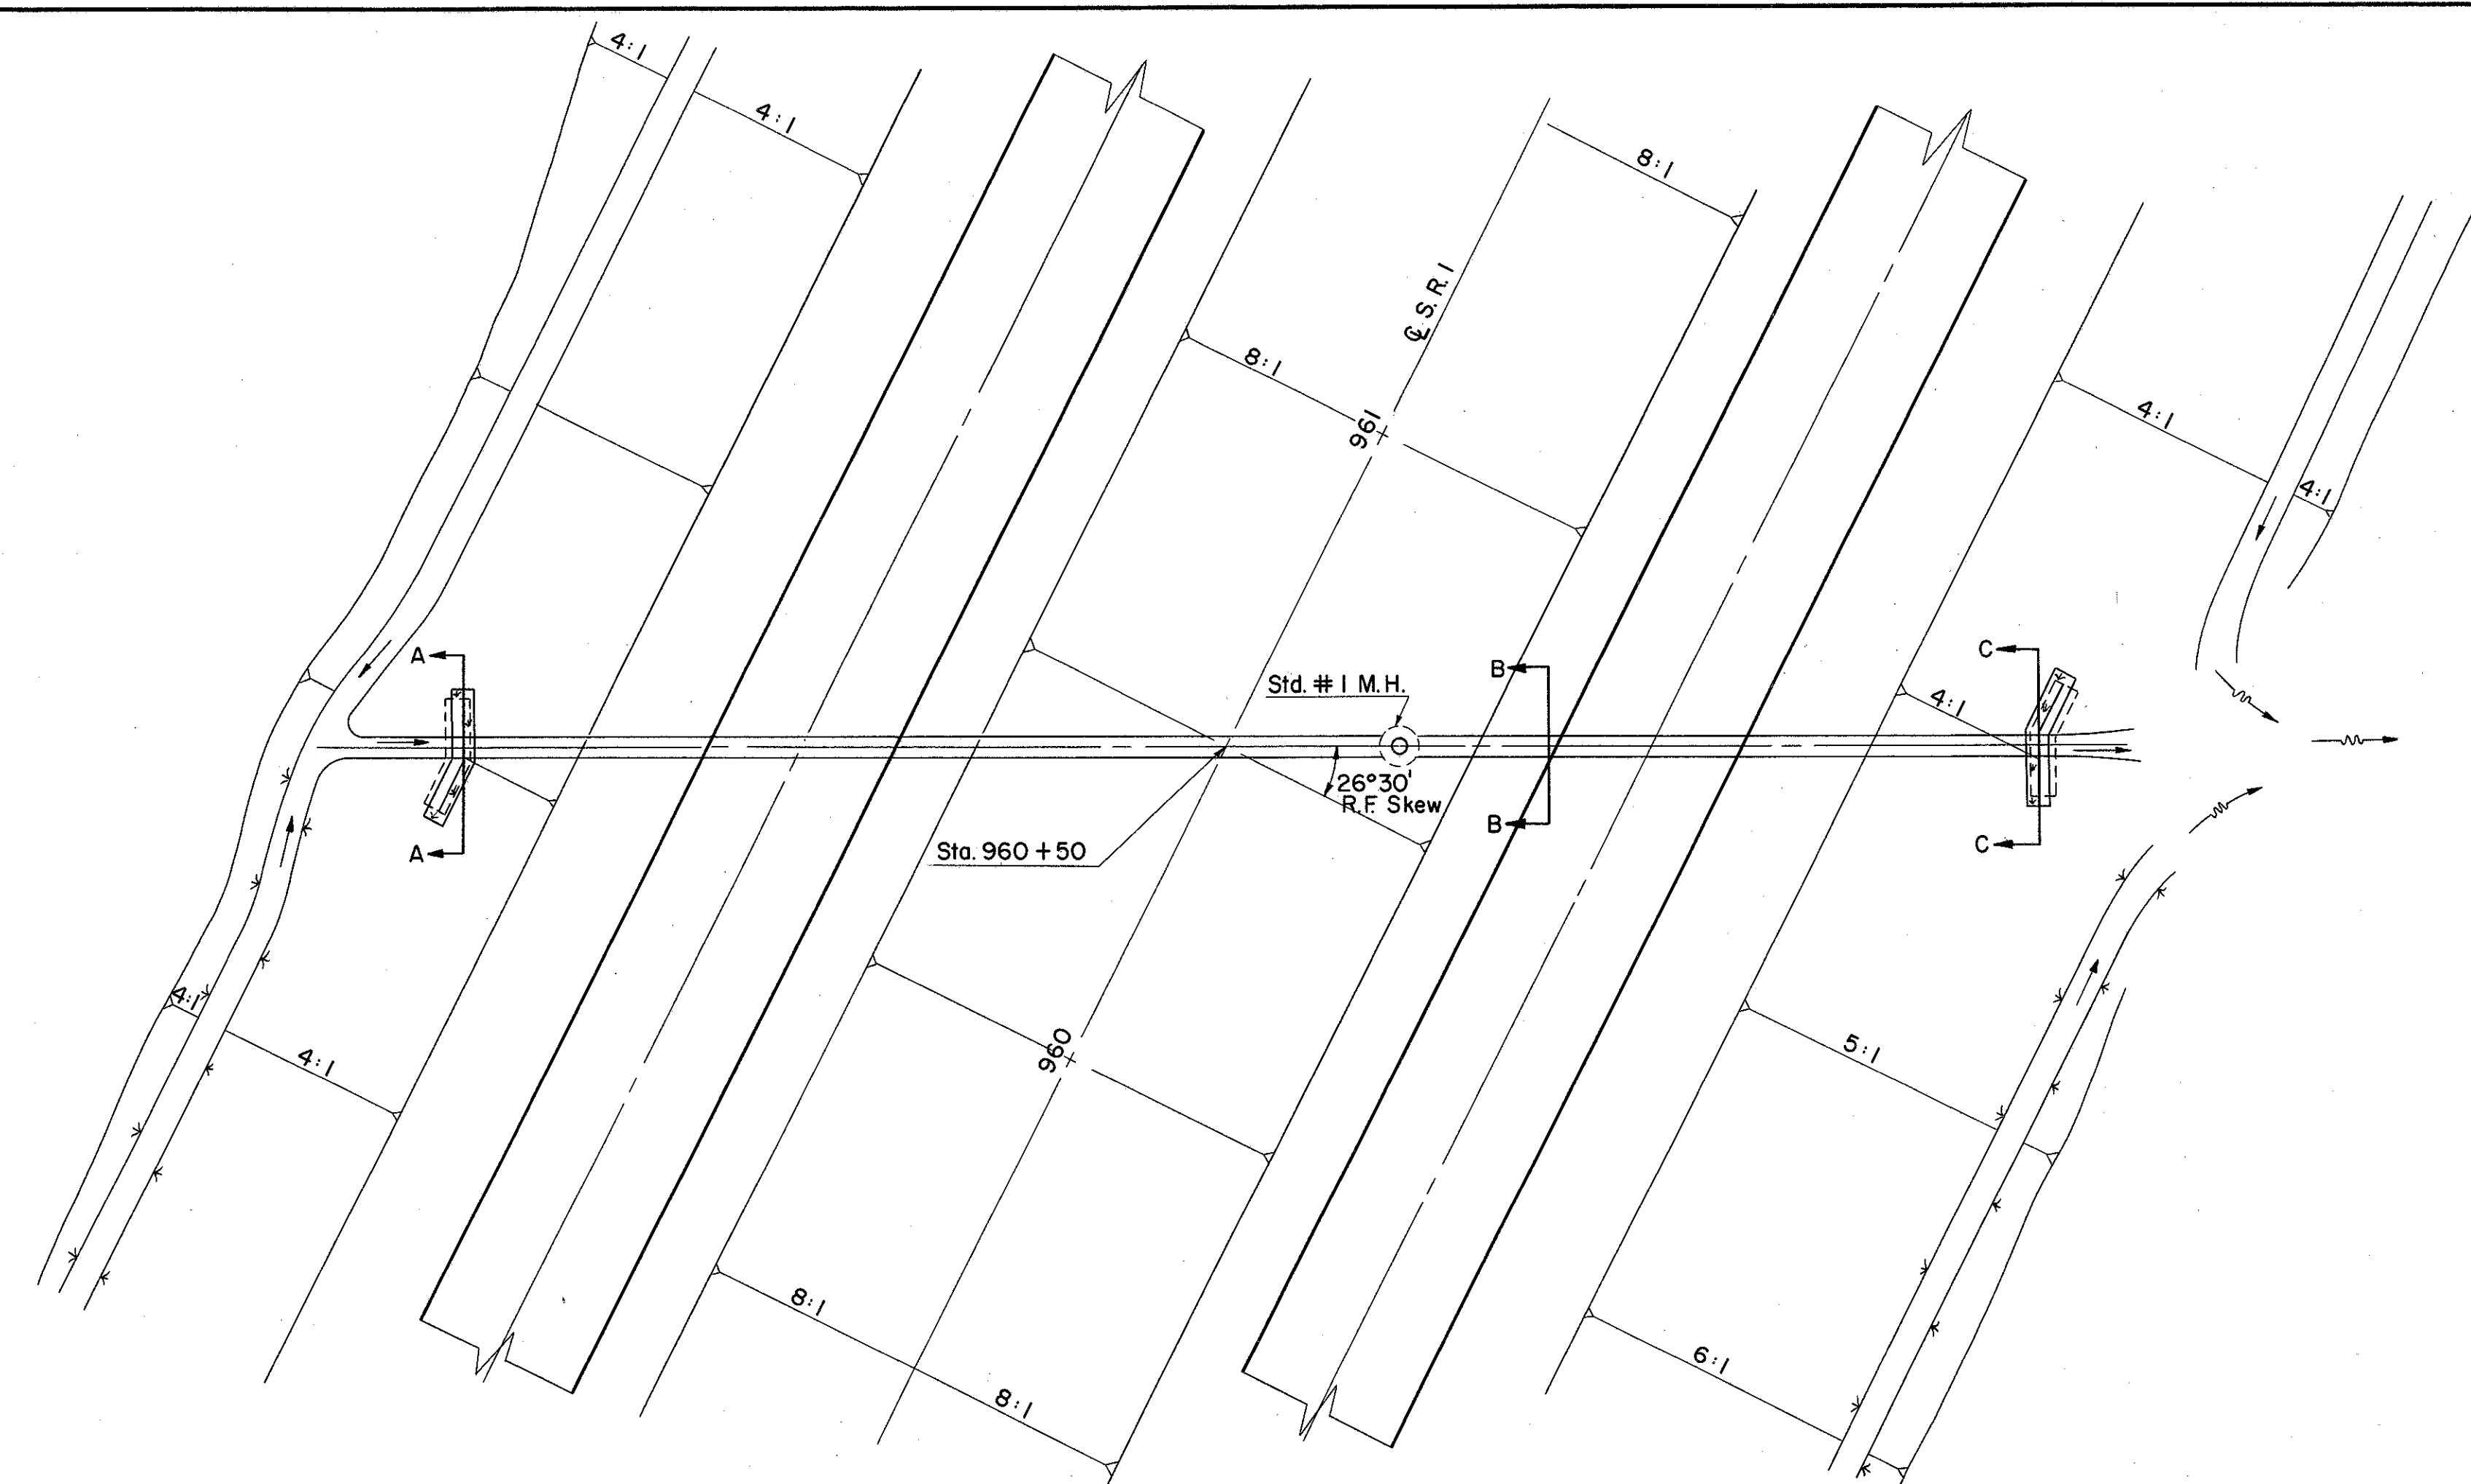 4:1
4:1
8:1
℄ S. R. 1
8:1
961
4:1
4:1
A
C
B
Std. # 1 M.H.
4:1
26°30'
R.F. Skew
B
Sta. 960 + 50
A
C
4:1
4:1
960
5:1
8:1
6:1
8:1